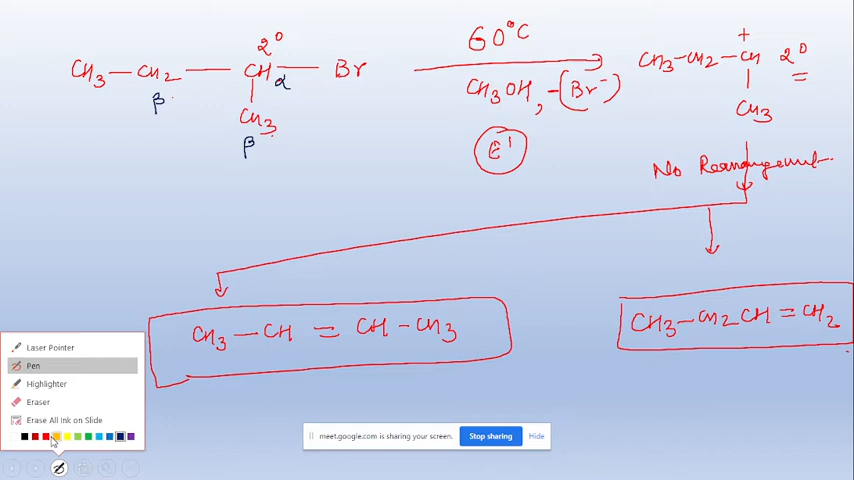 2°
CH3 — CH2 — CH — Br
α
β
CH3
β
60°C
CH3OH, -(Br⁻)
E¹
+
CH3-CH2-CH 2°
CH3
No Rearrangement
CH3 — CH = CH - CH3
CH3-CH2 CH = CH2
Laser Pointer
Pen
Highlighter
Eraser
Erase All Ink on Slide
meet.google.com is sharing your screen. Stop sharing Hide